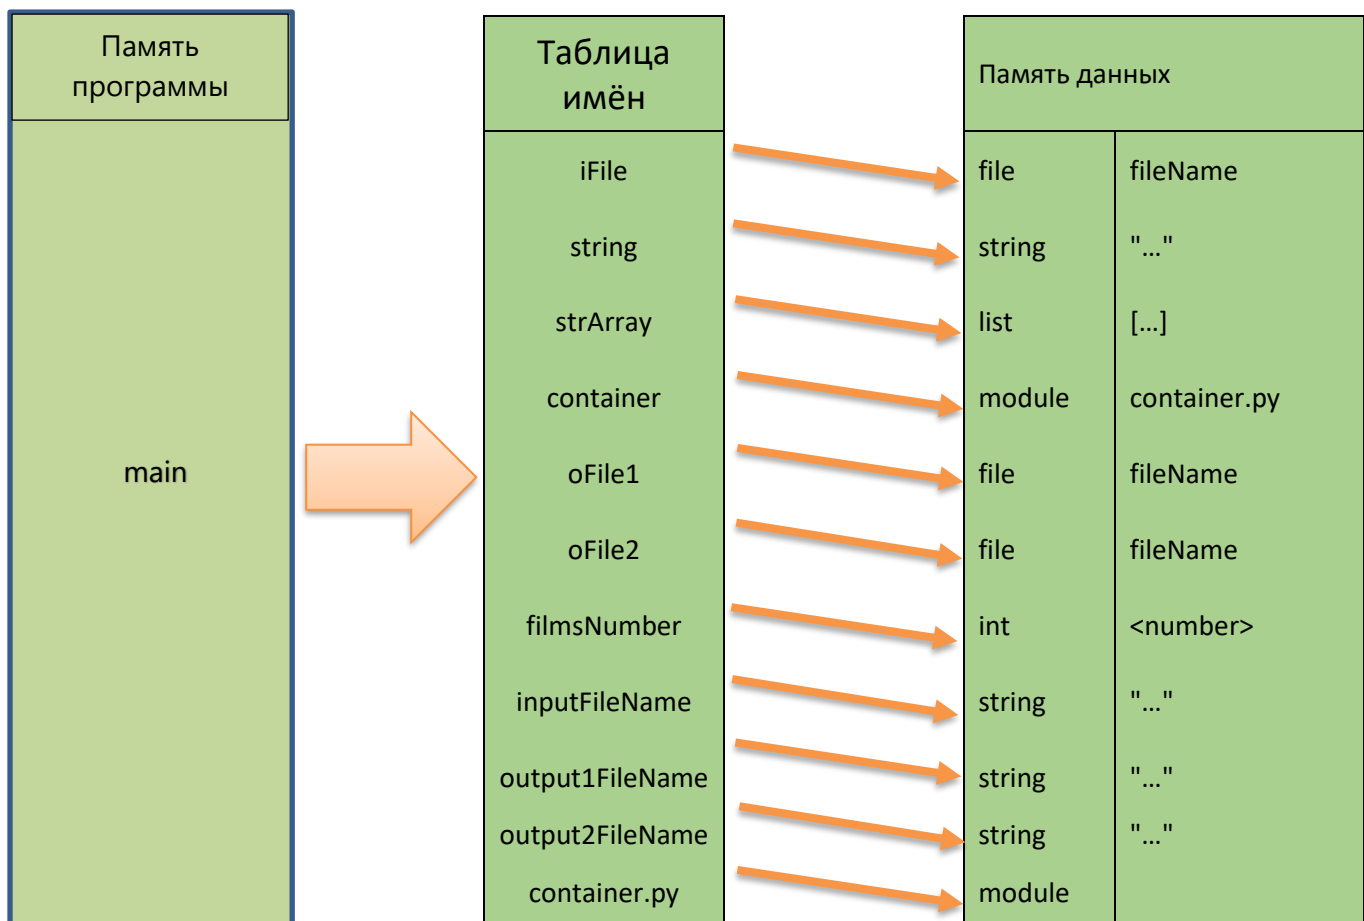 Память
программы
main
Таблица
имён
iFile
string
strArray
container
oFile1
oFile2
filmsNumber
inputFileName
output1FileName
output2FileName
container.py
Память данных
file fileName
string "…"
list […]
module container.py
file fileName
file fileName
int <number>
string "…"
string "…"
string "…"
module